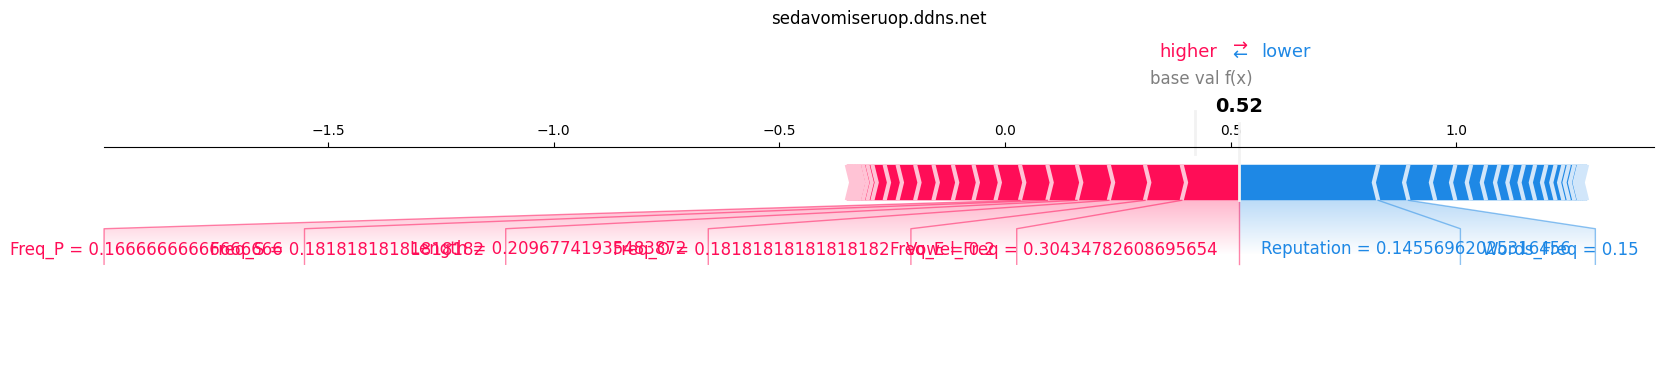 sedavomiseruop.ddns.net
higher ⇄ lower
base val f(x)
0.52
−1.5 −1.0 −0.5 0.0 0.5 1.0
Freq_P = 0.16666666666666666 Freq_S = 0.18181818181818182 Length = 0.20967741935483872 Freq_O = 0.18181818181818182 Freq_E = 0.2 Vowel_Freq = 0.30434782608695654 Reputation = 0.14556962025316456 Words_Freq = 0.15